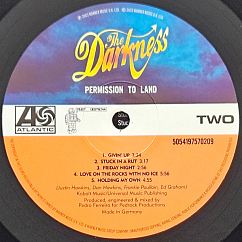 The
Darkness
PERMISSION TO LAND
ATLANTIC
TWO
5054197570209
1. GIVIN' UP 3:34
2. STUCK IN A RUT 3:17
3. FRIDAY NIGHT 2:56
4. LOVE ON THE ROCKS WITH NO ICE 5:56
5. HOLDING MY OWN 4:55
(Justin Hawkins, Dan Hawkins, Frankie Poullain, Ed Graham)
Kobalt Music/Universal Music Publishing
Produced by
Pedro Ferreira for Pedrock Productions
Made in Germany